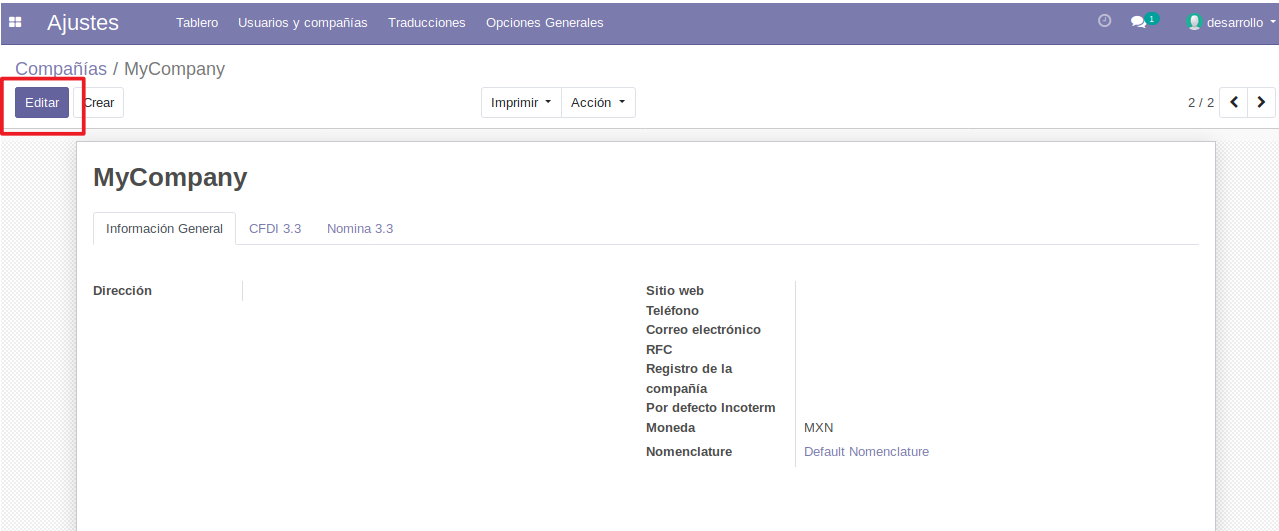 Ajustes Tablero Usuarios y compañías Traducciones Opciones Generales 1 desarrollo
Compañías / MyCompany
Editar Crear Imprimir Acción 2 / 2
MyCompany
Información General CFDI 3.3 Nomina 3.3
Dirección
Sitio web
Teléfono
Correo electrónico
RFC
Registro de la
compañía
Por defecto Incoterm
Moneda MXN
Nomenclature Default Nomenclature